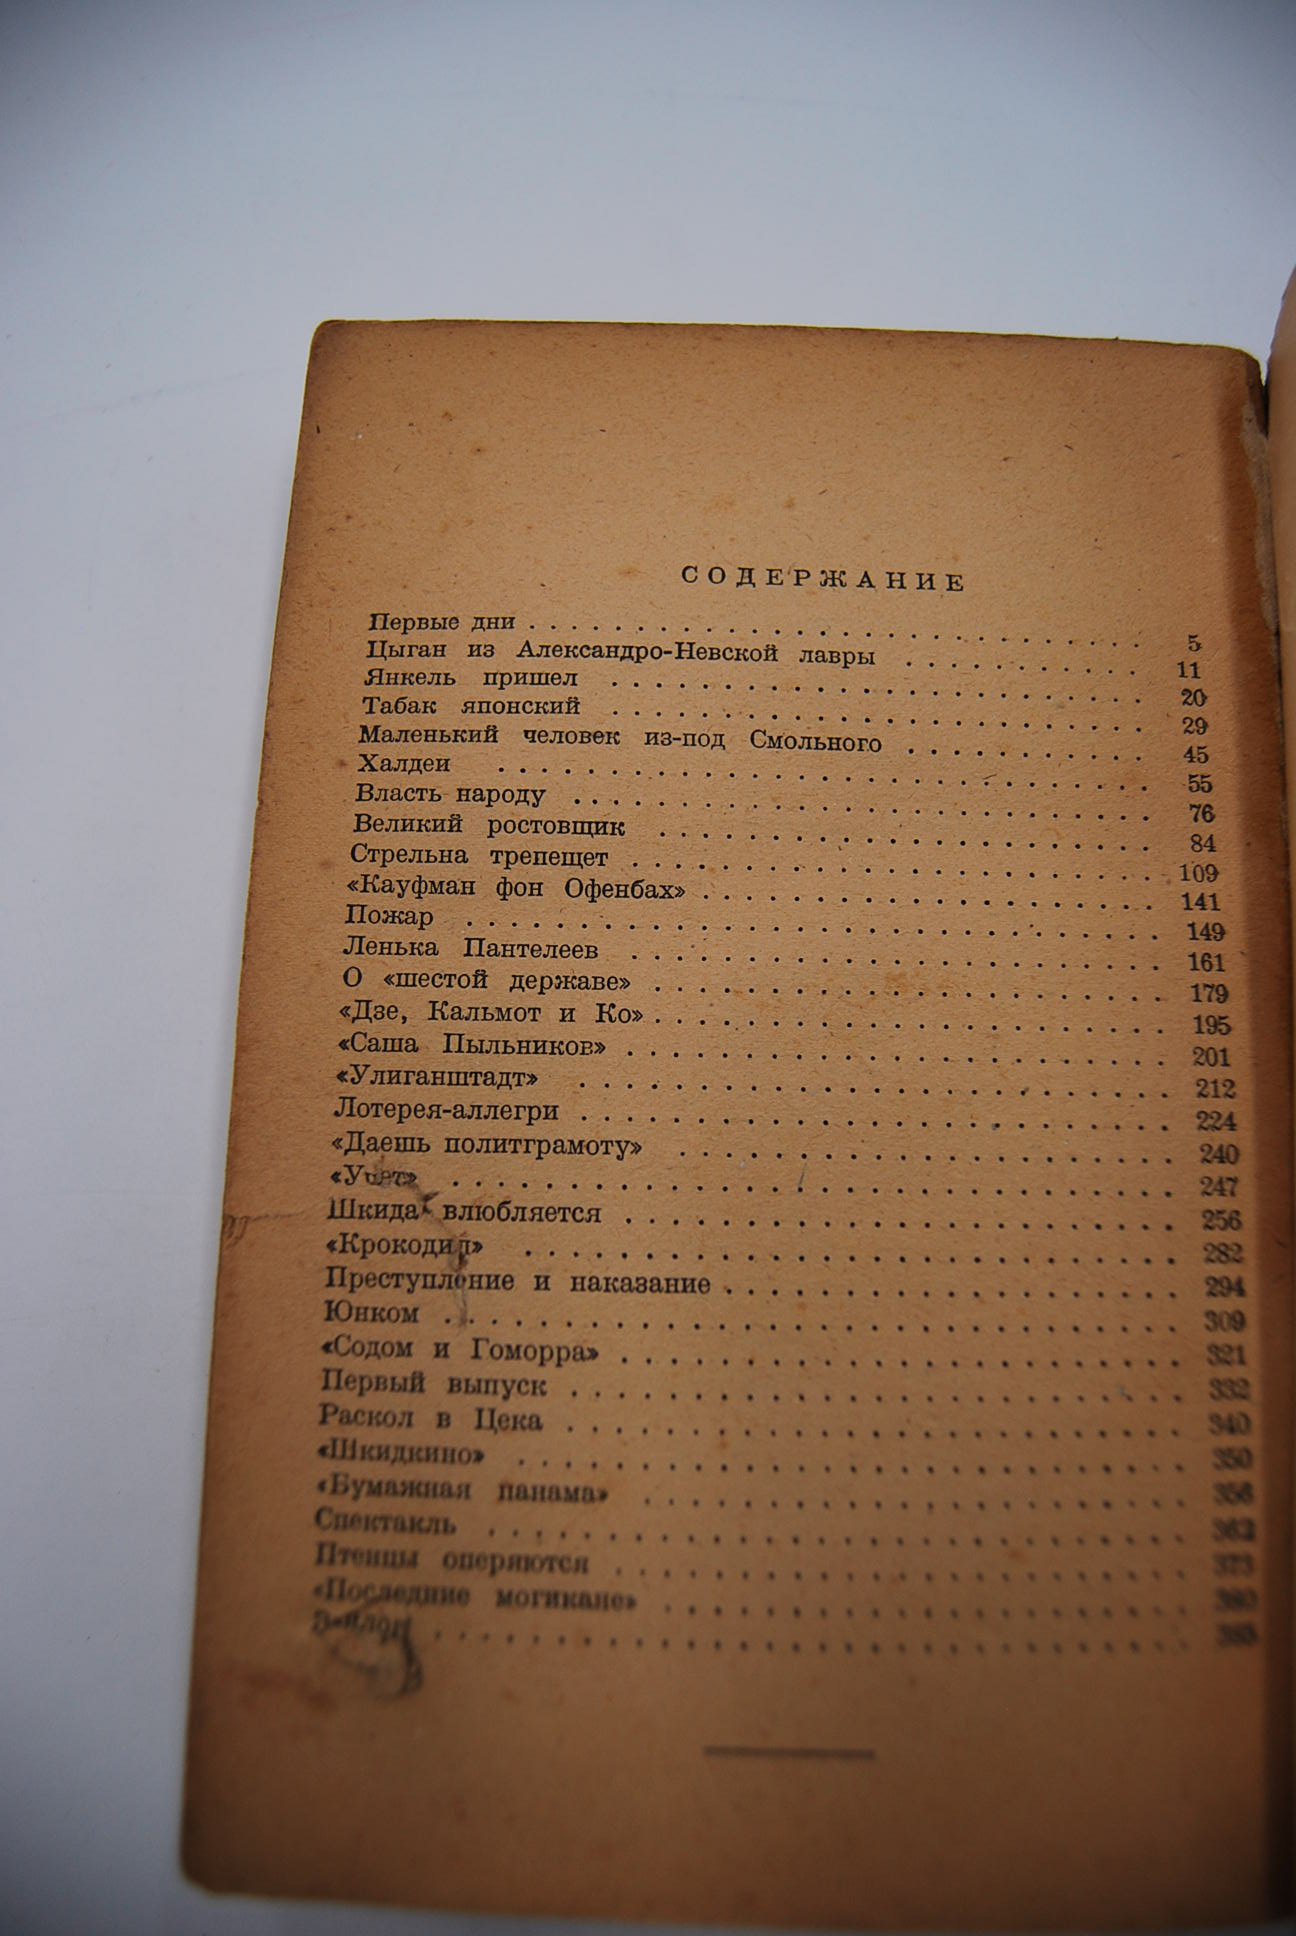 СОДЕРЖАНИЕ
Первые дни . . . . . . . . . . . . . . . . . . . . . . 5
Цыган из Александро-Невской лавры . . . . . . . . . . 11
Янкель пришел . . . . . . . . . . . . . . . . . . . . 20
Табак японский . . . . . . . . . . . . . . . . . . . . 29
Маленький человек из-под Смольного . . . . . . . . . . 45
Халдеи . . . . . . . . . . . . . . . . . . . . . . . . 55
Власть народу . . . . . . . . . . . . . . . . . . . . 76
Великий ростовщик . . . . . . . . . . . . . . . . . . 84
Стрельна трепещет . . . . . . . . . . . . . . . . . . 109
«Кауфман фон Офенбах» . . . . . . . . . . . . . . . . 141
Пожар . . . . . . . . . . . . . . . . . . . . . . . . 149
Ленька Пантелеев . . . . . . . . . . . . . . . . . . . 161
О «шестой державе» . . . . . . . . . . . . . . . . . . 179
«Дзе, Кальмот и Ко» . . . . . . . . . . . . . . . . . 195
«Саша Пыльников» . . . . . . . . . . . . . . . . . . . 201
«Улиганштадт» . . . . . . . . . . . . . . . . . . . . 212
Лотерея-аллегри . . . . . . . . . . . . . . . . . . . 224
«Даешь политграмоту» . . . . . . . . . . . . . . . . . 240
«Учет» . . . . . . . . . . . . . . . . . . . . . . . . 247
Шкида влюбляется . . . . . . . . . . . . . . . . . . . 256
«Крокодил» . . . . . . . . . . . . . . . . . . . . . . 282
Преступление и наказание . . . . . . . . . . . . . . . 294
Юнком . . . . . . . . . . . . . . . . . . . . . . . . 309
«Содом и Гоморра» . . . . . . . . . . . . . . . . . . 321
Первый выпуск . . . . . . . . . . . . . . . . . . . . 332
Раскол в Цека . . . . . . . . . . . . . . . . . . . . 340
«Шкидкино» . . . . . . . . . . . . . . . . . . . . . . 350
«Бумажная панама» . . . . . . . . . . . . . . . . . . 356
Спектакль . . . . . . . . . . . . . . . . . . . . . .
Птенцы оперяются . . . . . . . . . . . . . . . . . . . 373
«Последние могикане» . . . . . . . . . . . . . . . . .